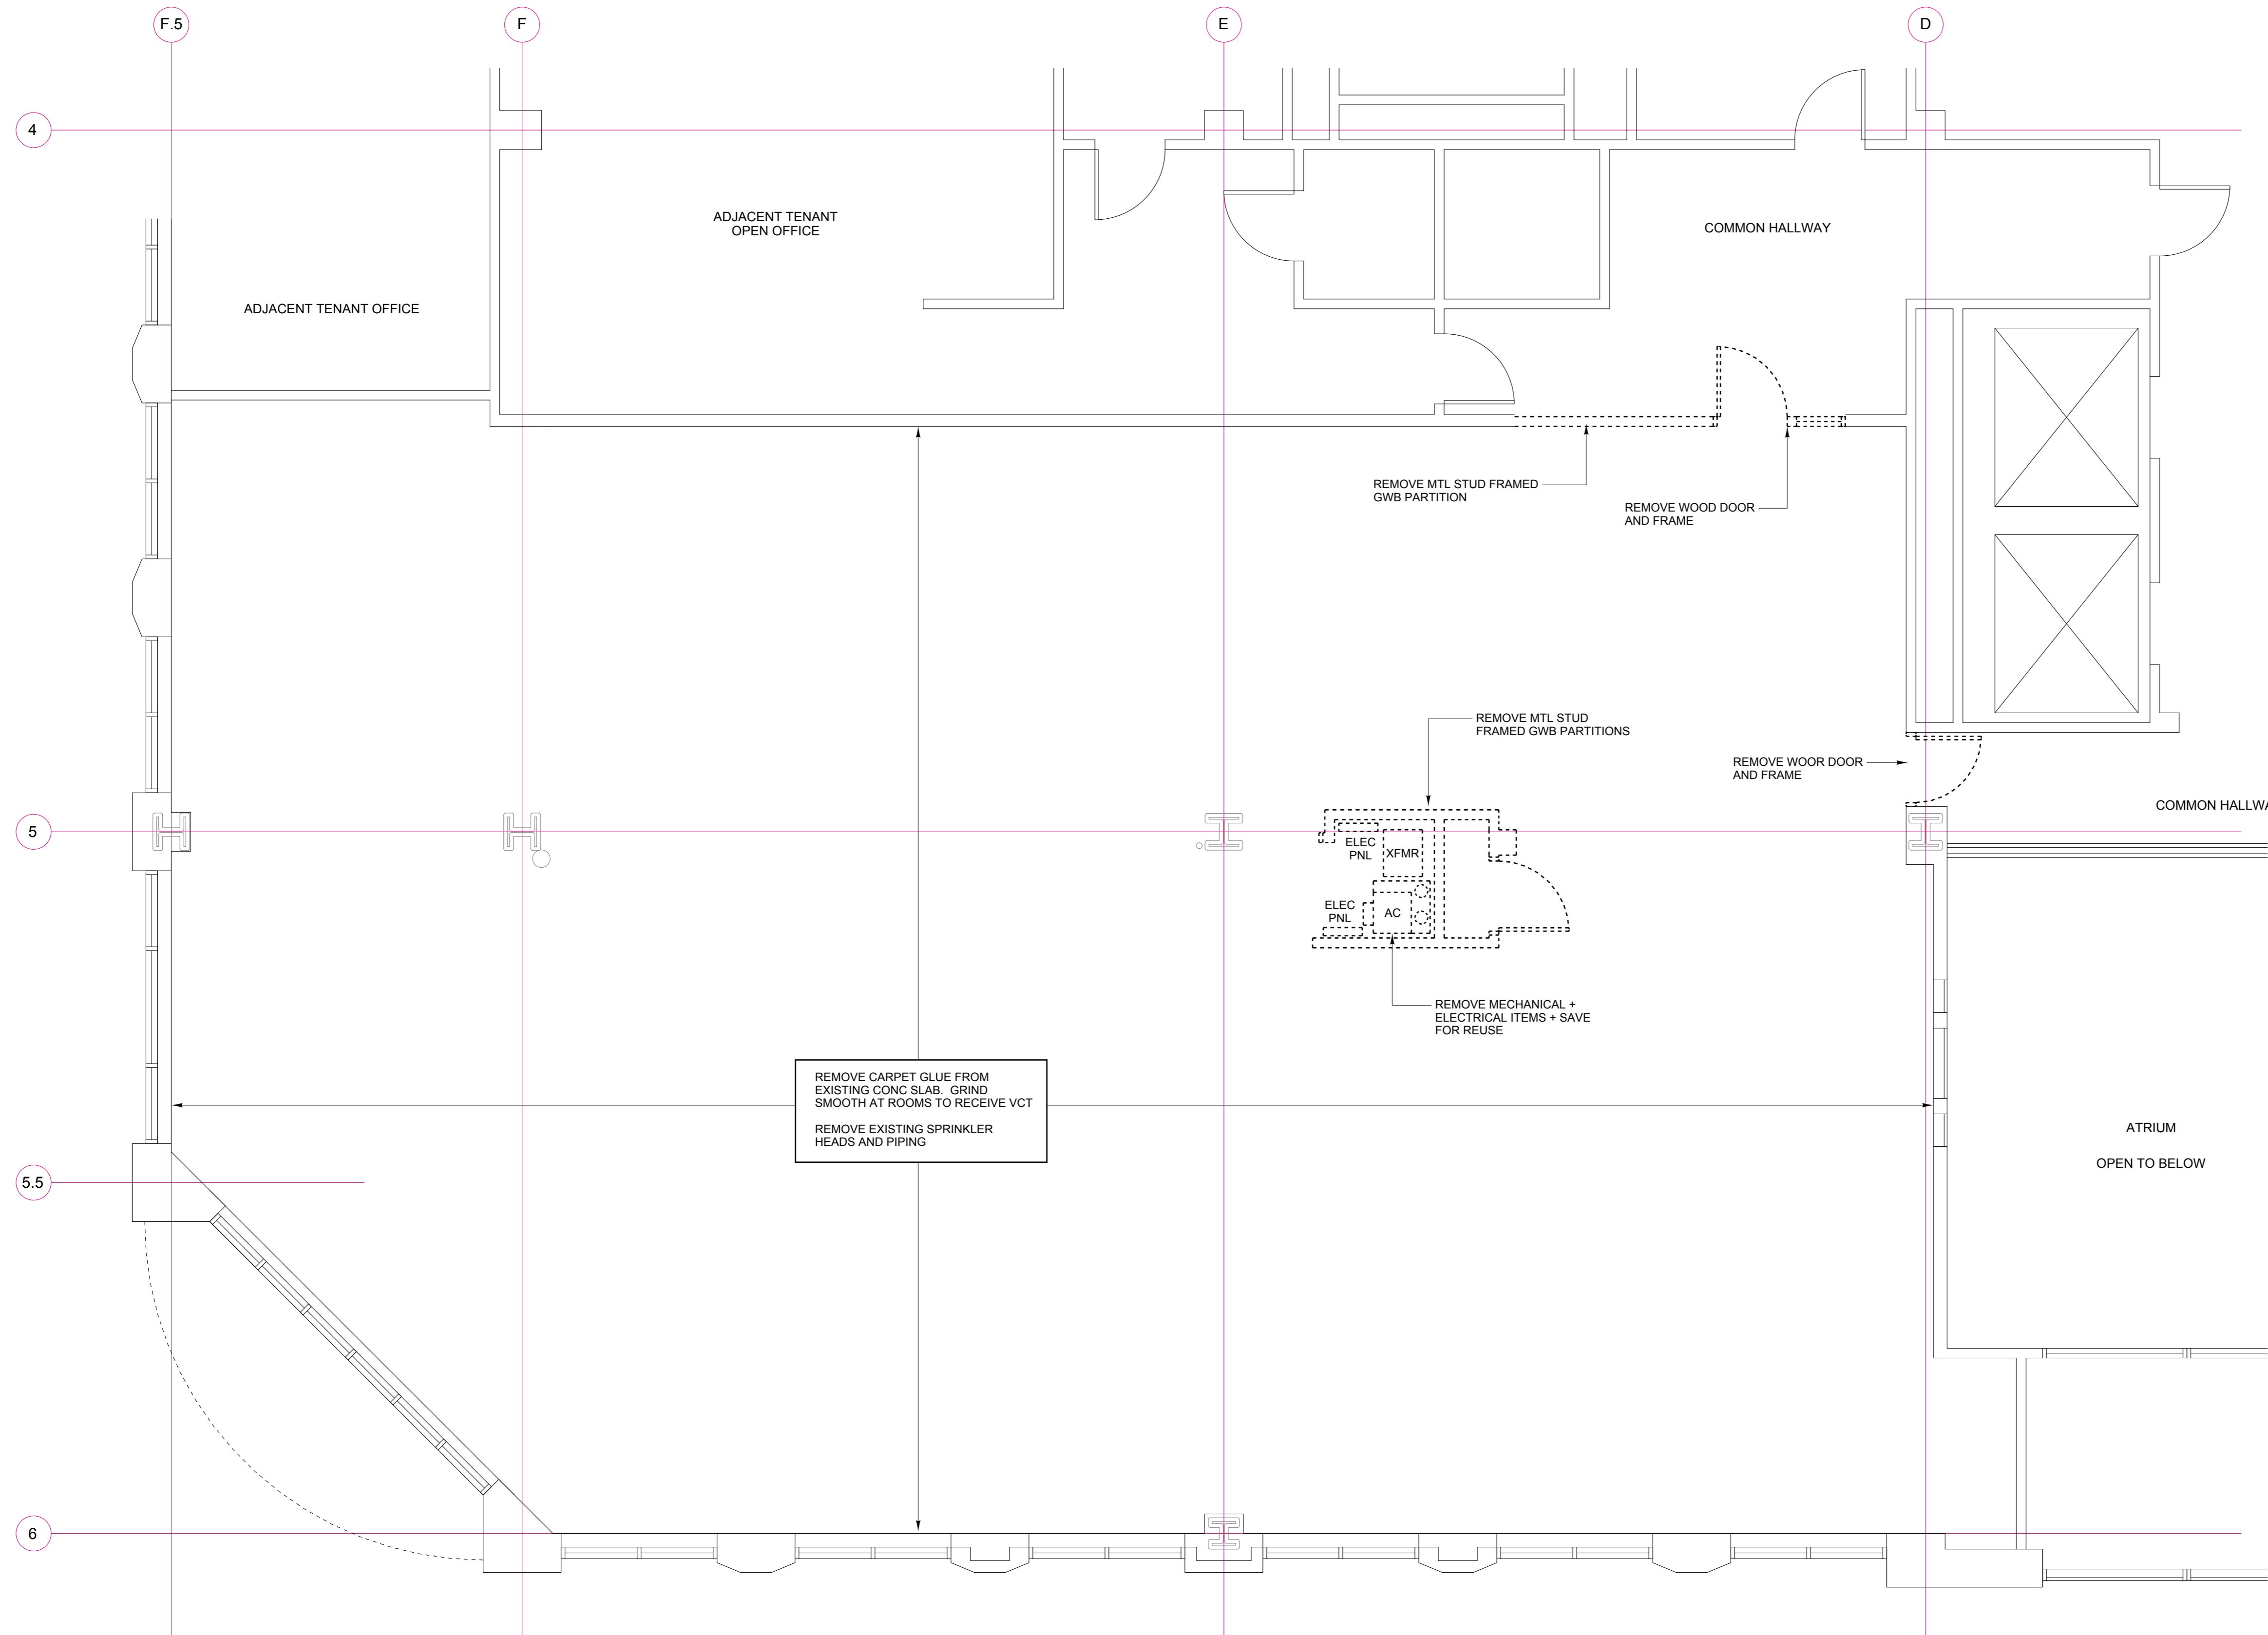 F.5
F
E
D
4
ADJACENT TENANT
OPEN OFFICE
COMMON HALLWAY
ADJACENT TENANT OFFICE
REMOVE MTL STUD FRAMED
GWB PARTITION
REMOVE WOOD DOOR
AND FRAME
REMOVE MTL STUD
FRAMED GWB PARTITIONS
REMOVE WOOR DOOR
AND FRAME
COMMON HALLWA
5
ELEC
PNL
XFMR
ELEC
PNL
AC
REMOVE MECHANICAL +
ELECTRICAL ITEMS + SAVE
FOR REUSE
REMOVE CARPET GLUE FROM
EXISTING CONC SLAB. GRIND
SMOOTH AT ROOMS TO RECEIVE VCT
REMOVE EXISTING SPRINKLER
HEADS AND PIPING
ATRIUM
OPEN TO BELOW
5.5
6